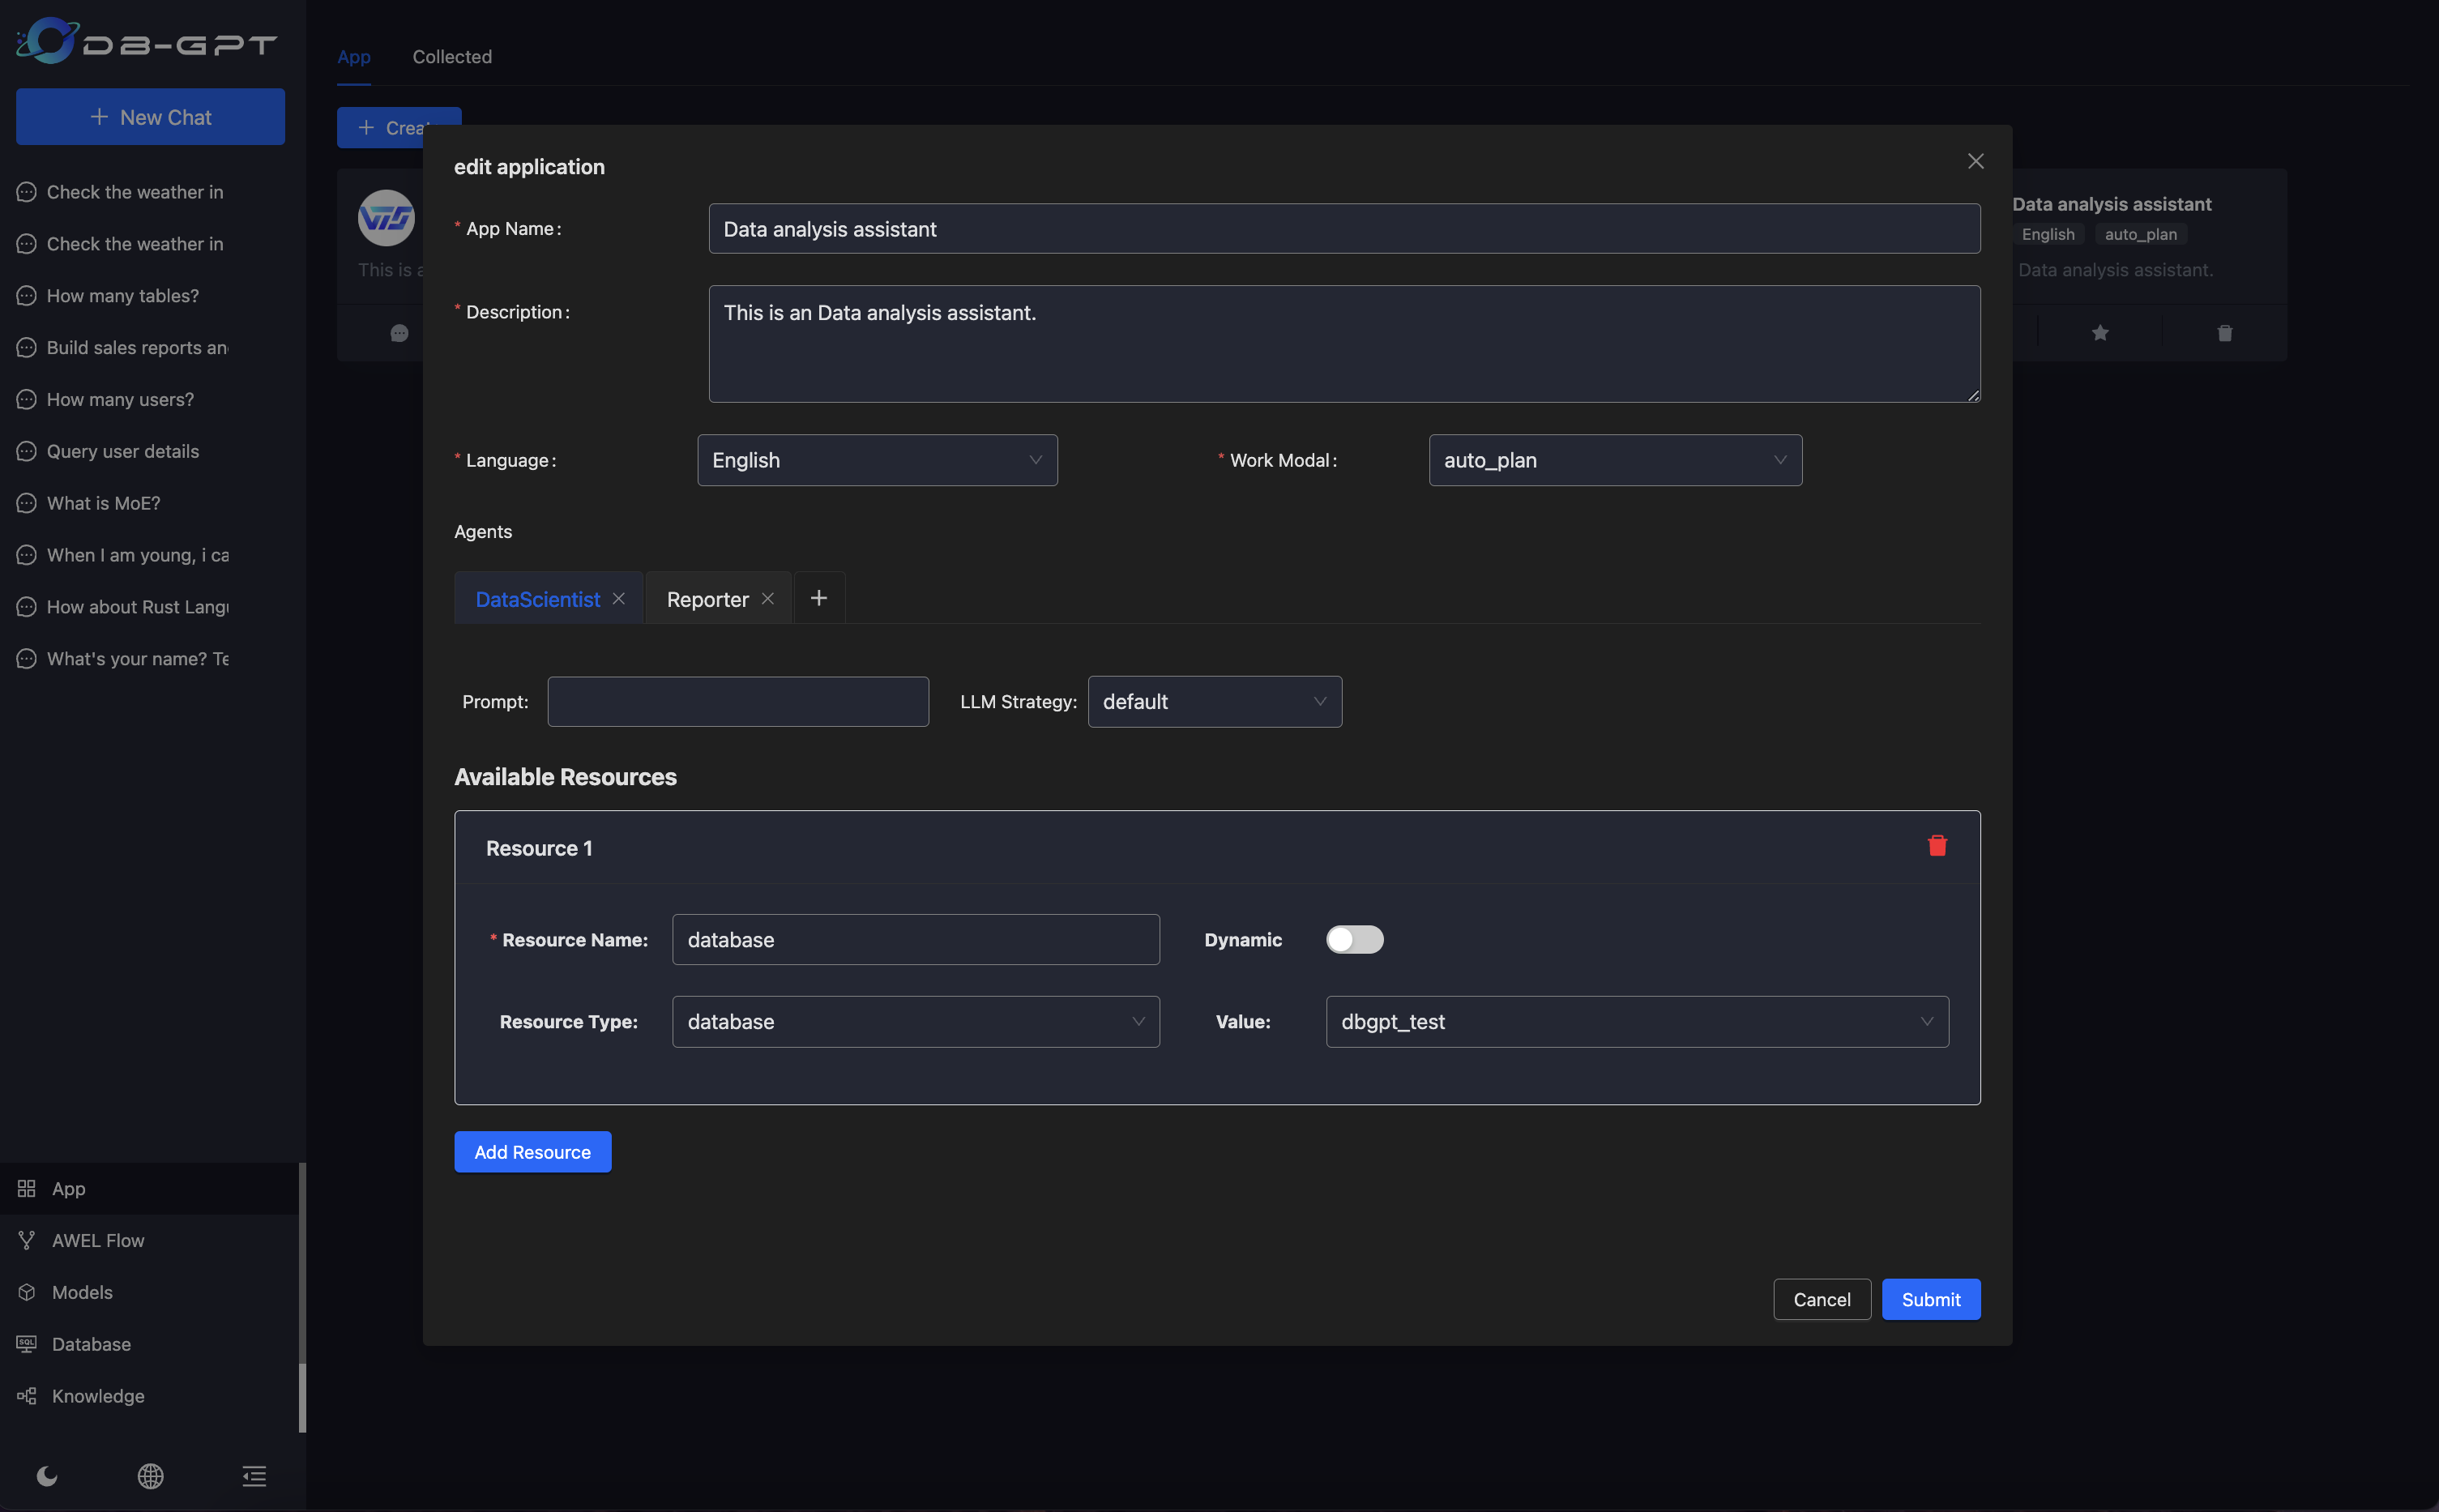 DB-GPT
+ New Chat
Check the weather in
Check the weather in
How many tables?
Build sales reports an
How many users?
Query user details
What is MoE?
When I am young, i ca
How about Rust Lang
What's your name? Te
App
AWEL Flow
Models
SQL Database
Knowledge
App Collected
+ Crea
This is a
edit application
* App Name: Data analysis assistant
* Description: This is an Data analysis assistant.
* Language: English * Work Modal: auto_plan
Agents
DataScientist Reporter +
Prompt: LLM Strategy: default
Available Resources
Resource 1
* Resource Name: database Dynamic
Resource Type: database Value: dbgpt_test
Add Resource
Cancel Submit
Data analysis assistant
English auto_plan
Data analysis assistant.